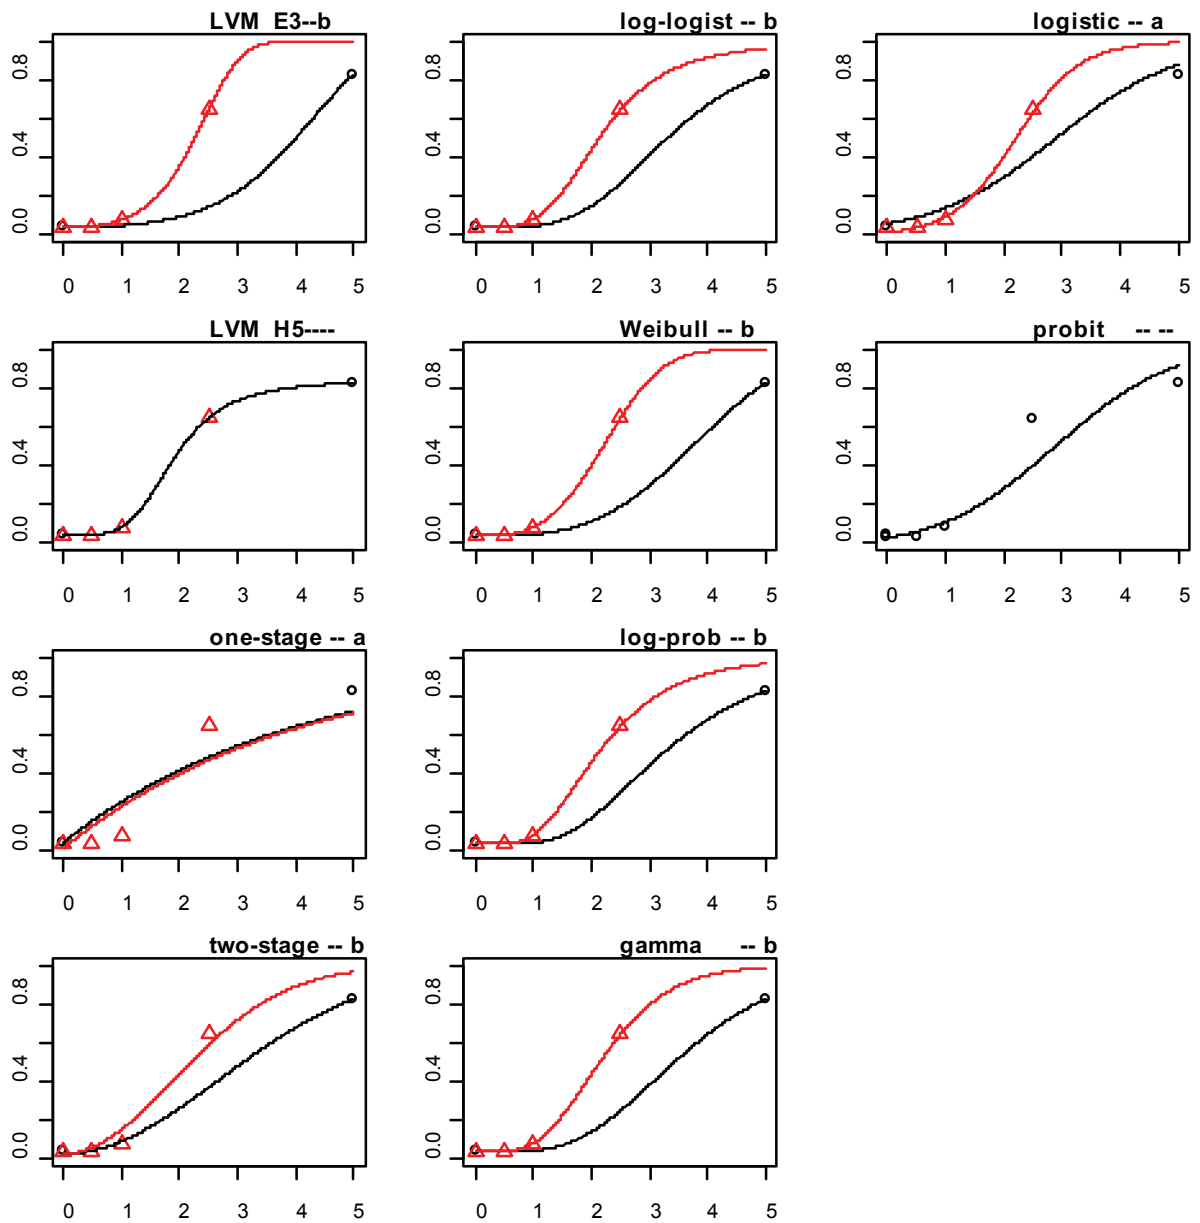 LVM E3--b
log-logist -- b
logistic -- a
0.0 0.4 0.8
0.0 0.4 0.8
0.0 0.4 0.8
0 1 2 3 4 5
0 1 2 3 4 5
0 1 2 3 4 5
LVM H5----
Weibull -- b
probit -- --
0.0 0.4 0.8
0.0 0.4 0.8
0.0 0.4 0.8
0 1 2 3 4 5
0 1 2 3 4 5
0 1 2 3 4 5
one-stage -- a
log-prob -- b
0.0 0.4 0.8
0.0 0.4 0.8
0 1 2 3 4 5
0 1 2 3 4 5
two-stage -- b
gamma -- b
0.0 0.4 0.8
0.0 0.4 0.8
0 1 2 3 4 5
0 1 2 3 4 5